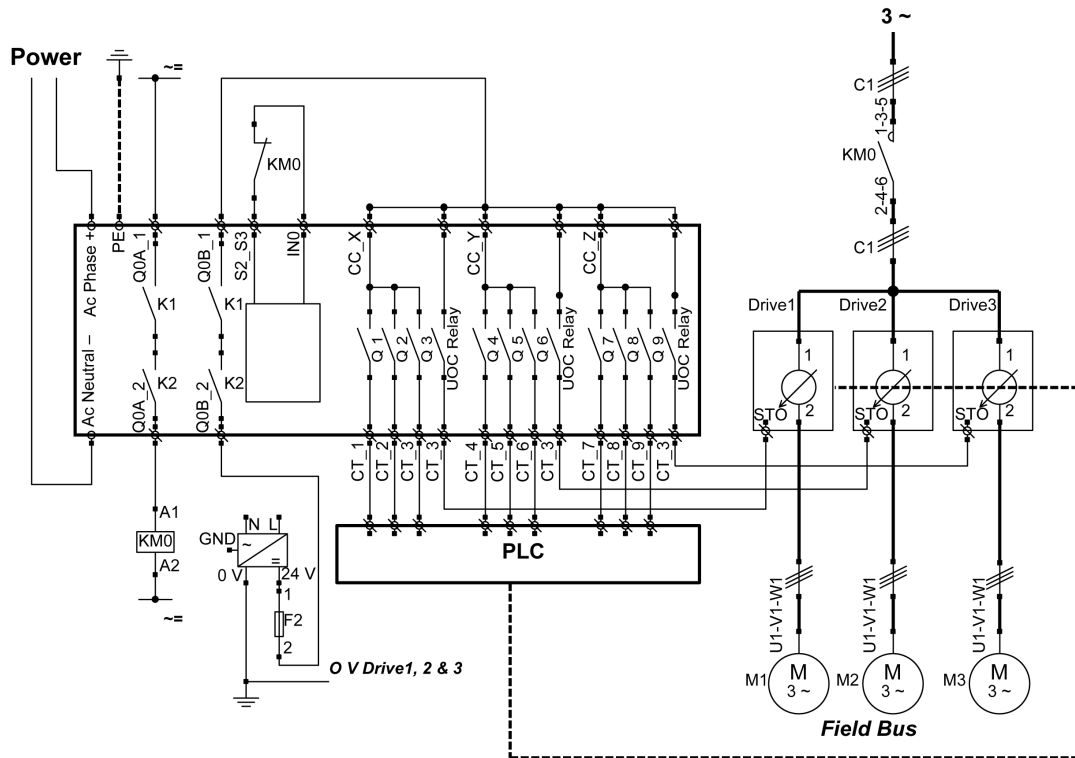 3 ~
Power
~=
C1
1-3-5
KM0
KM0
2-4-6
C1
Ac Phase +
PE
Q0A_1
Q0B_1
S2_S3
IN0
CC_X
CC_Y
CC_Z
K1
K1
Drive1
Drive2
Drive3
Q 1
Q 2
Q 3
UOC Relay
Q 4
Q 5
Q 6
UOC Relay
Q 7
Q 8
Q 9
UOC Relay
1
1
1
Ac Neutral –
Q0A_2
K2
Q0B_2
K2
STO
2
STO
2
STO
2
CT_1
CT_2
CT_3
CT_3
CT_4
CT_5
CT_6
CT_3
CT_7
CT_8
CT_9
CT_3
A1
KM0
A2
~=
N L
GND
~
=
0 V
24 V
1
F2
2
PLC
O V Drive1, 2 & 3
U1-V1-W1
U1-V1-W1
U1-V1-W1
M1
M
3 ~
M2
M
3 ~
M3
M
3 ~
Field Bus